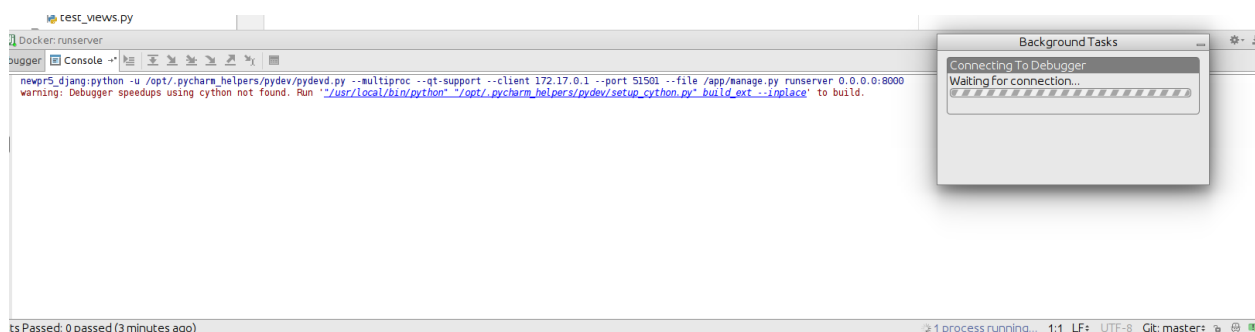 test_views.py
Docker: runserver
Background Tasks
Console
Connecting To Debugger
Waiting for connection...
newpr5_djang:python -u /opt/.pycharm_helpers/pydev/pydevd.py --multiproc --qt-support --client 172.17.0.1 --port 51501 --file /app/manage.py runserver 0.0.0.0:8000
warning: Debugger speedups using cython not found. Run '"/usr/local/bin/python" "/opt/.pycharm_helpers/pydev/setup_cython.py" build_ext --inplace' to build.
ts Passed: 0 passed (3 minutes ago)
1 process running... 1:1 LF UTF-8 Git: master